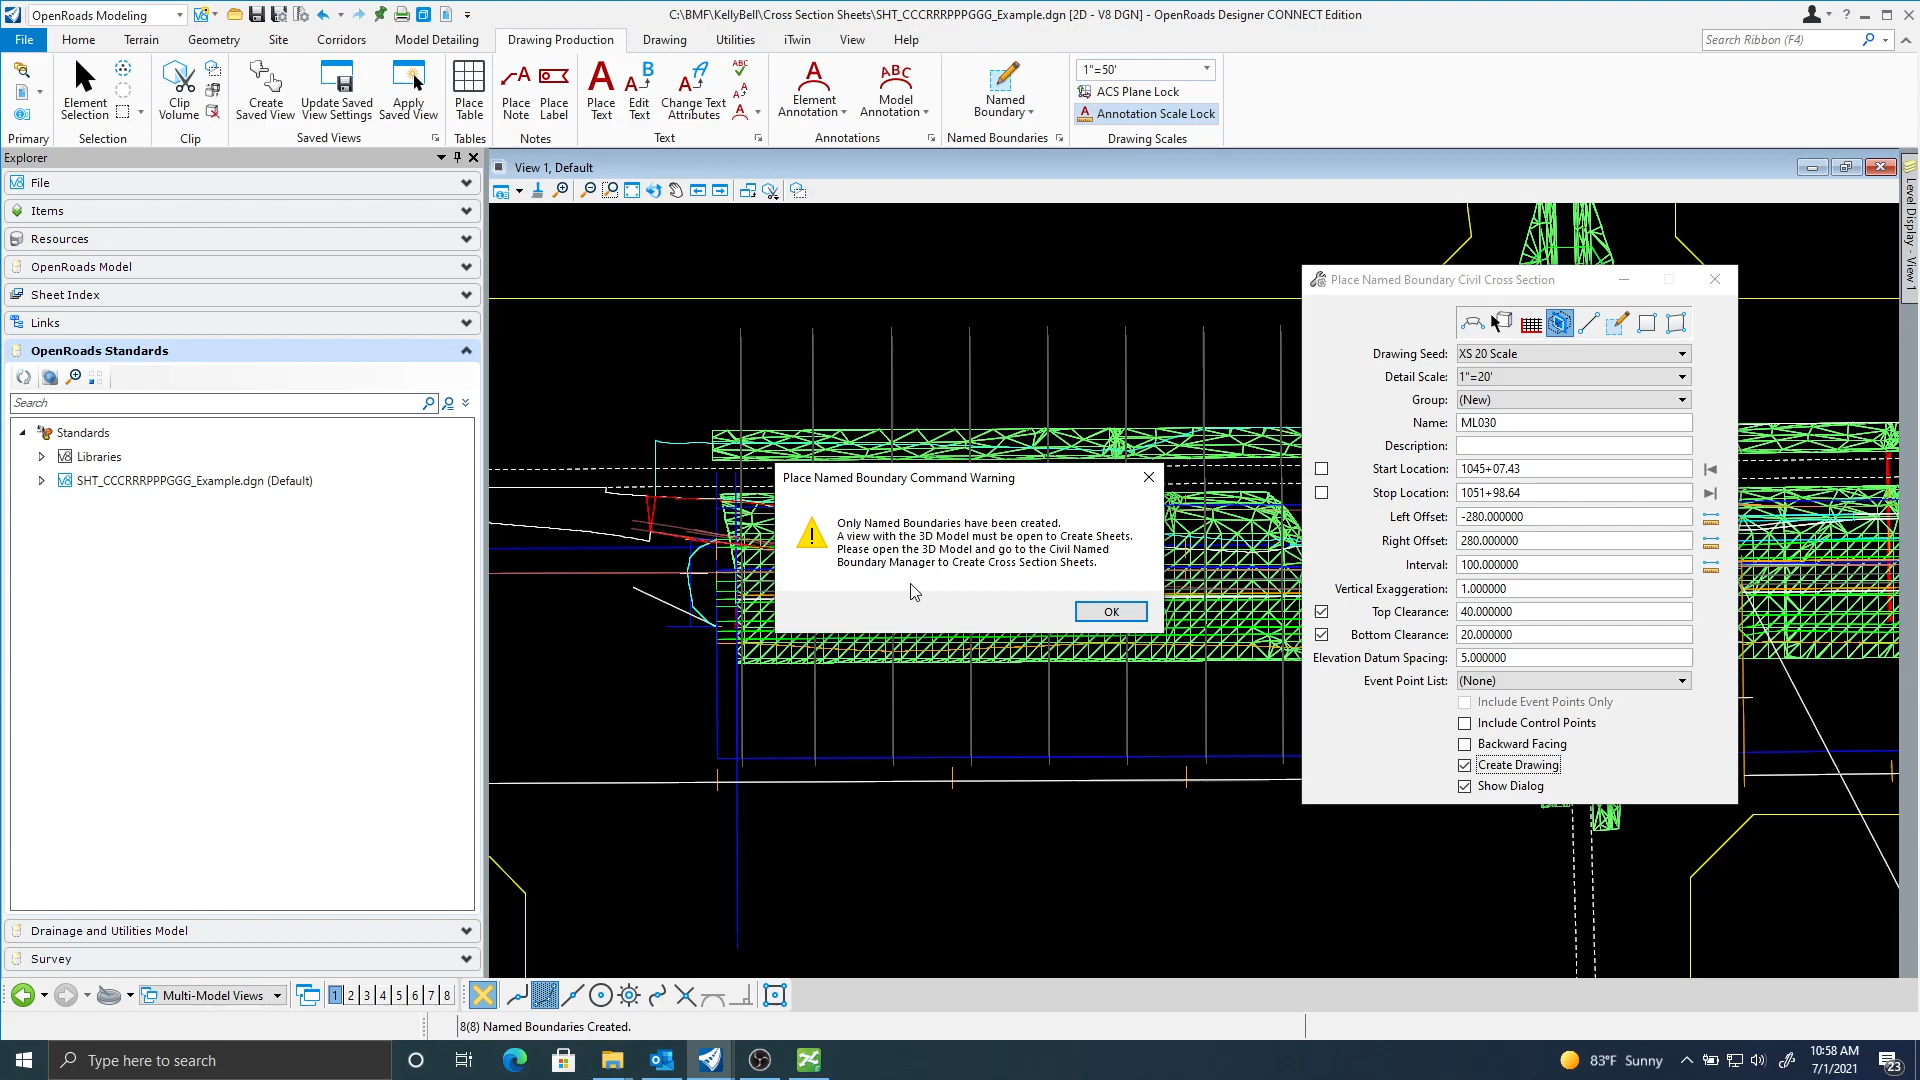 OpenRoads Modeling
C:\BMF\KellyBell\Cross Section Sheets\SHT_CCCRRRPPPGGG_Example.dgn [2D - V8 DGN] - OpenRoads Designer CONNECT Edition
File
Home
Terrain
Geometry
Site
Corridors
Model Detailing
Drawing Production
Drawing
Utilities
iTwin
View
Help
Search Ribbon (F4)
Element Selection
Clip Volume
Create Saved View
Update Saved View Settings
Apply Saved View
Place Table
Place Note
Place Label
Place Text
Edit Text
Change Text Attributes
Element Annotation
Model Annotation
Named Boundary
1"=50'
ACS Plane Lock
Annotation Scale Lock
Primary
Selection
Clip
Saved Views
Tables
Notes
Text
Annotations
Named Boundaries
Drawing Scales
Explorer
File
Items
Resources
OpenRoads Model
Sheet Index
Links
OpenRoads Standards
Search
Standards
Libraries
SHT_CCCRRRPPPGGG_Example.dgn (Default)
Drainage and Utilities Model
Survey
View 1, Default
Level Display - View 1
Place Named Boundary Command Warning
Only Named Boundaries have been created.
A view with the 3D Model must be open to Create Sheets.
Please open the 3D Model and go to the Civil Named
Boundary Manager to Create Cross Section Sheets.
OK
Place Named Boundary Civil Cross Section
Drawing Seed: XS 20 Scale
Detail Scale: 1"=20'
Group: (New)
Name: ML030
Description:
Start Location: 1045+07.43
Stop Location: 1051+98.64
Left Offset: -280.000000
Right Offset: 280.000000
Interval: 100.000000
Vertical Exaggeration: 1.000000
Top Clearance: 40.000000
Bottom Clearance: 20.000000
Elevation Datum Spacing: 5.000000
Event Point List: (None)
Include Event Points Only
Include Control Points
Backward Facing
Create Drawing
Show Dialog
Multi-Model Views
1 2 3 4 5 6 7 8
8(8) Named Boundaries Created.
Type here to search
83°F Sunny
10:58 AM
7/1/2021
23